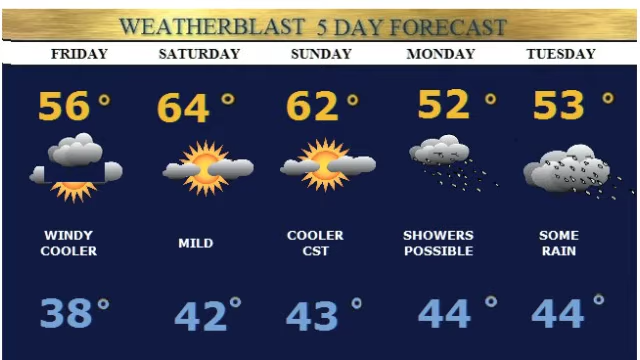 WEATHERBLAST 5 DAY FORECAST
FRIDAY SATURDAY SUNDAY MONDAY TUESDAY
56° 64° 62° 52° 53°
WINDY COOLER SHOWERS SOME
COOLER MILD CST POSSIBLE RAIN
38° 42° 43° 44° 44°